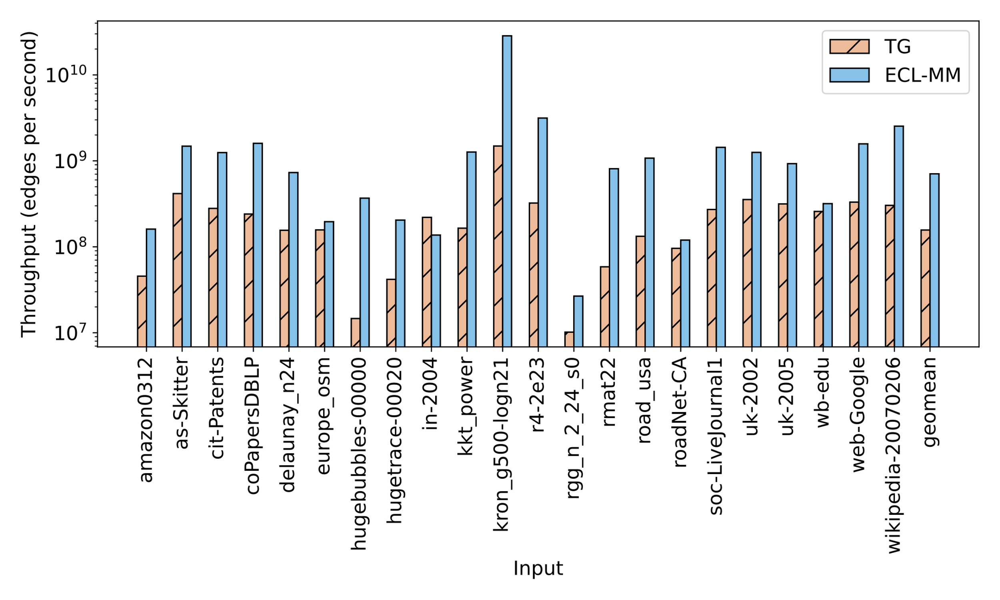 Throughput (edges per second)
10^10
10^9
10^8
10^7
TG
ECL-MM
amazon0312
as-Skitter
cit-Patents
coPapersDBLP
delaunay_n24
europe_osm
hugebubbles-00000
hugetrace-00020
in-2004
kkt_power
kron_g500-logn21
r4-2e23
rgg_n_2_24_s0
rmat22
road_usa
roadNet-CA
soc-LiveJournal1
uk-2002
uk-2005
wb-edu
web-Google
wikipedia-20070206
geomean
Input